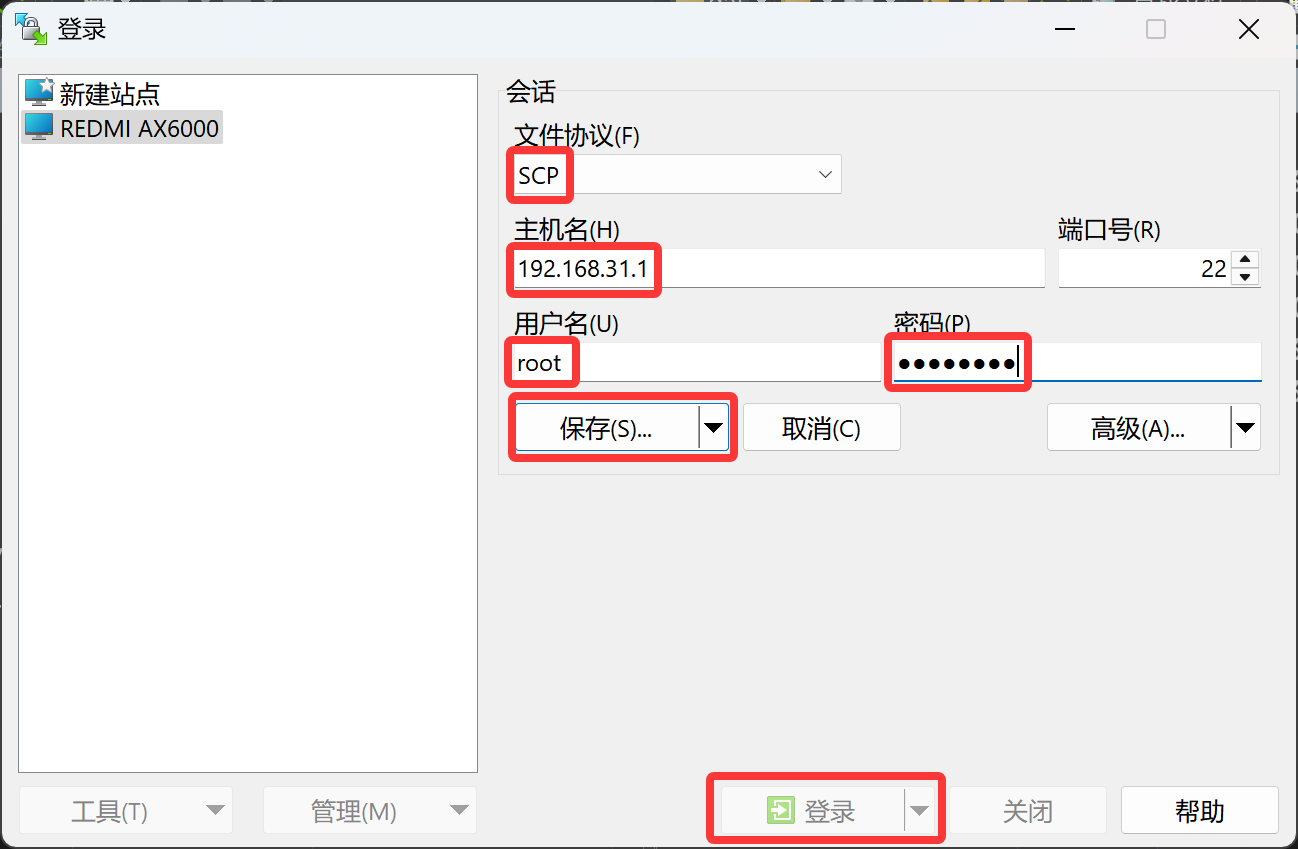 登录
新建站点
REDMI AX6000
会话
文件协议(F)
SCP
主机名(H)
端口号(R)
192.168.31.1
22
用户名(U)
密码(P)
root
●●●●●●●●
保存(S)...
取消(C)
高级(A)...
工具(T)
管理(M)
登录
关闭
帮助